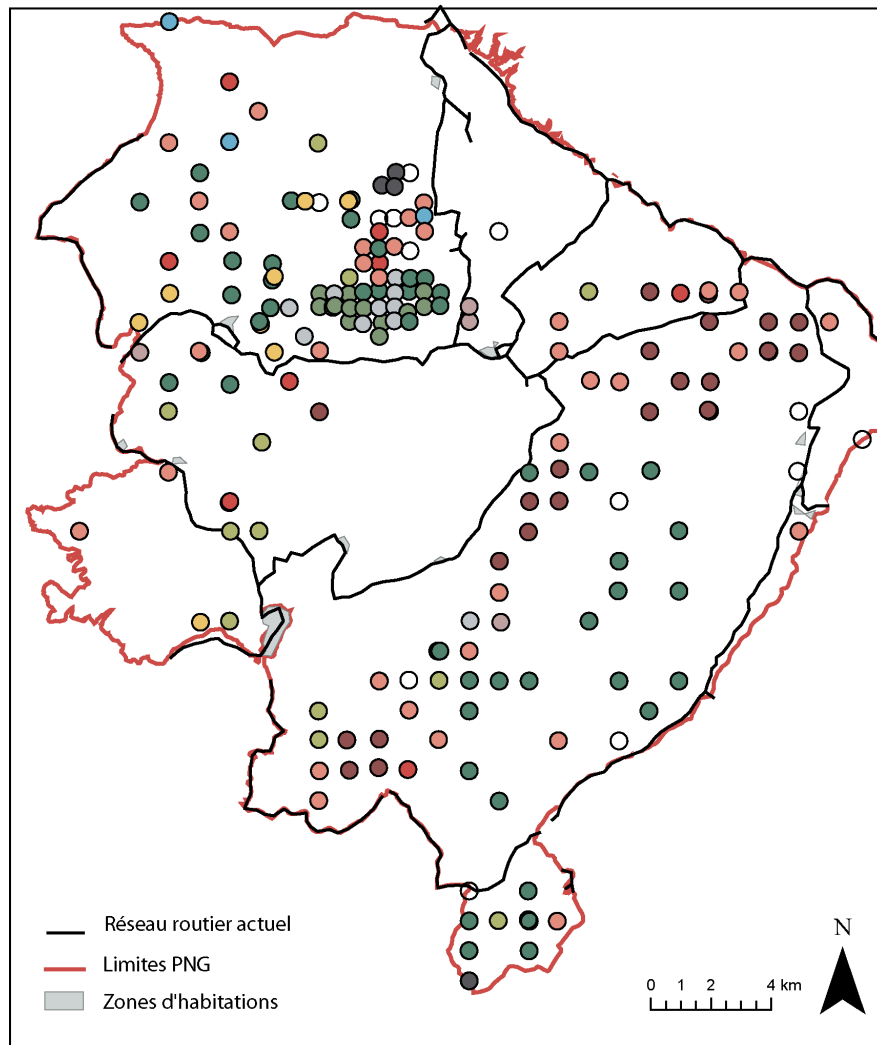 Réseau routier actuel
Limites PNG
Zones d'habitations
N
0 1 2 4 km